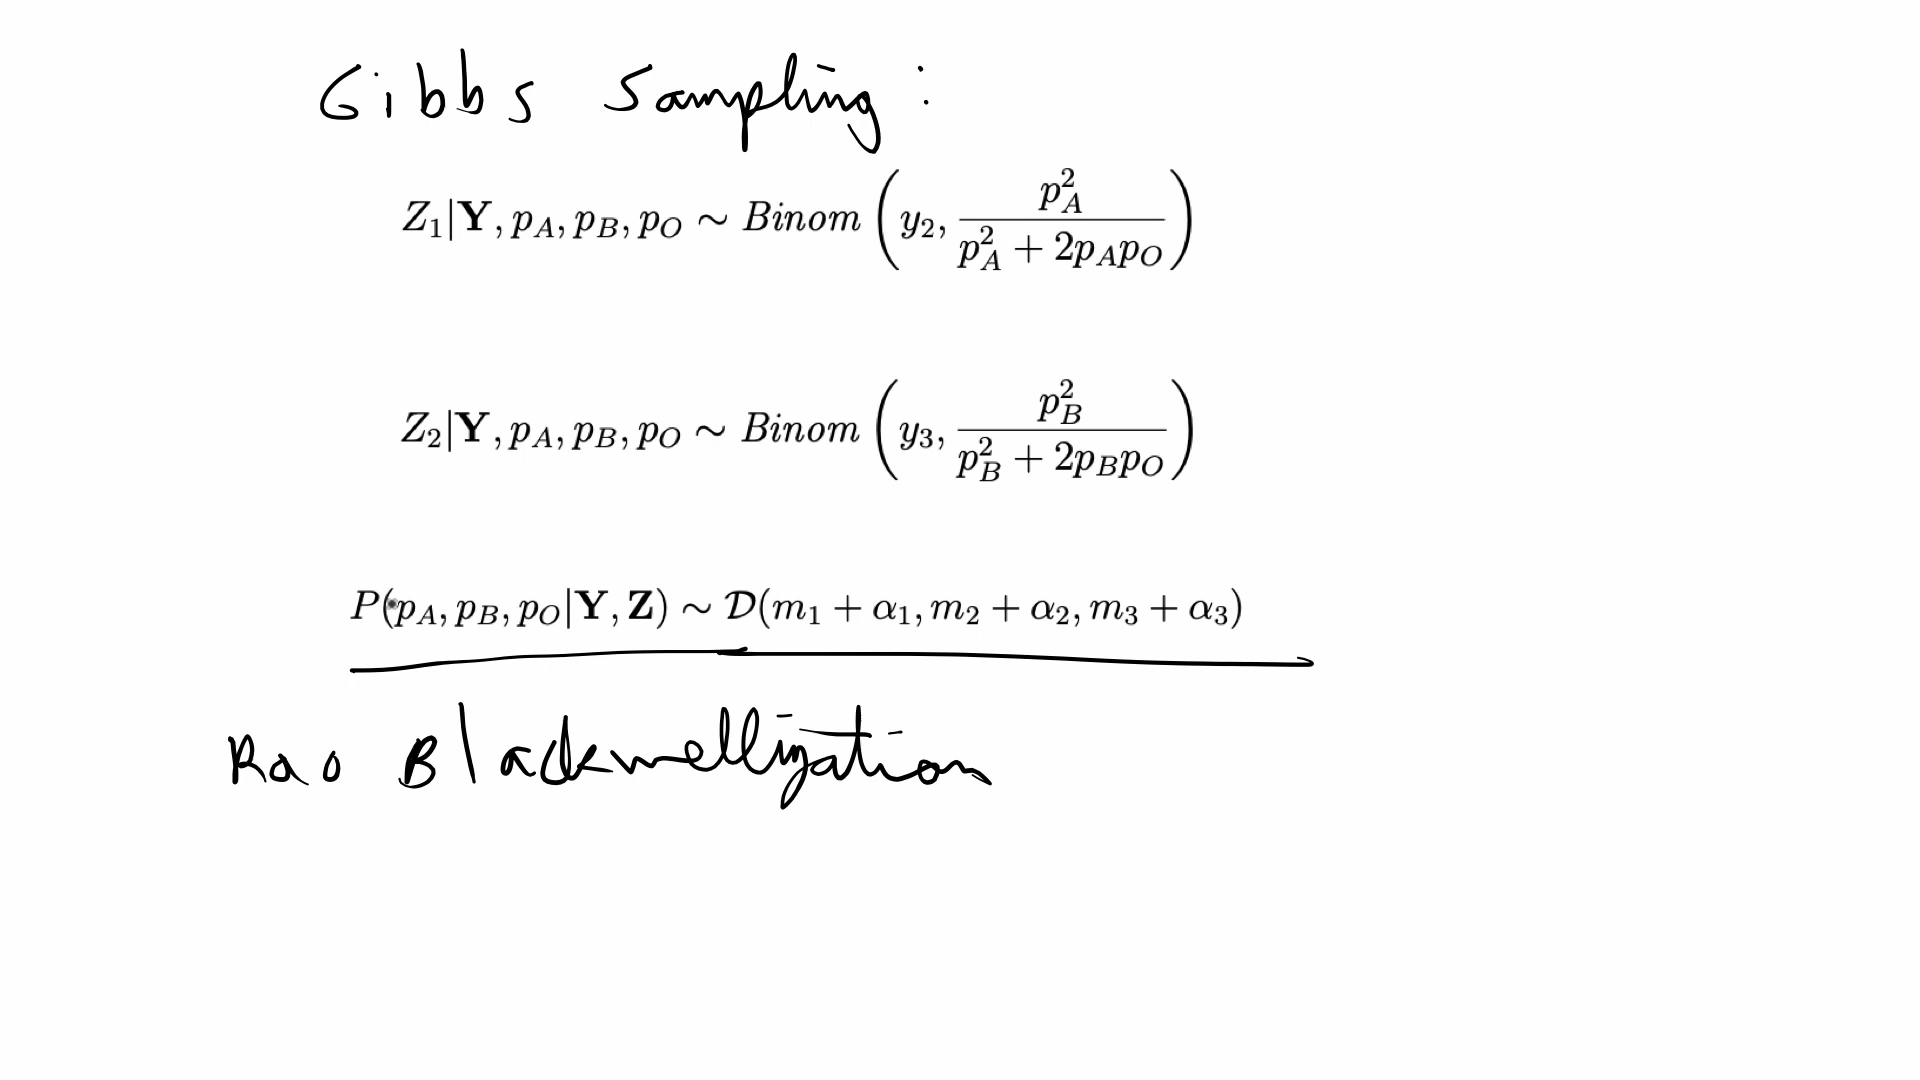 Gibbs Sampling:
Z₁|Y, p_A, p_B, p_O ∼ Binom (y₂, p_A² / (p_A² + 2p_Ap_O))
Z₂|Y, p_A, p_B, p_O ∼ Binom (y₃, p_B² / (p_B² + 2p_Bp_O))
P(p_A, p_B, p_O|Y, Z) ∼ 𝒟(m₁ + α₁, m₂ + α₂, m₃ + α₃)
Rao Blackwellization